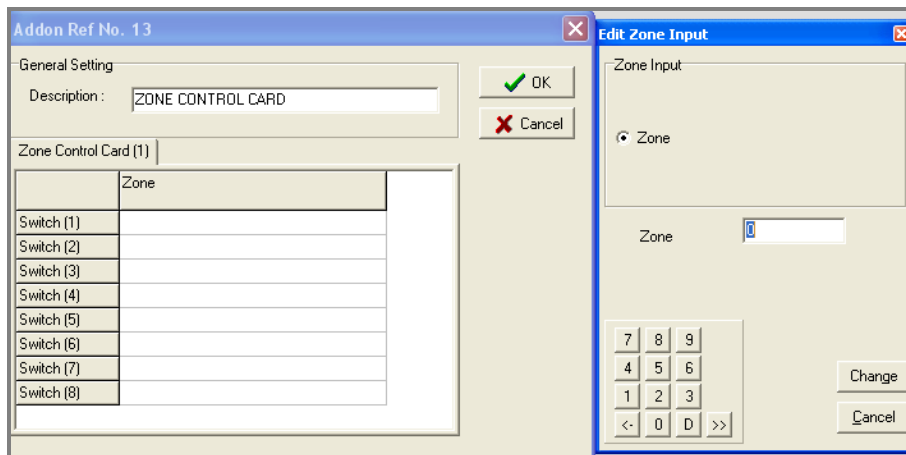 Addon Ref No. 13
General Setting
Description :
ZONE CONTROL CARD
OK
Cancel
Zone Control Card (1)
Zone
Switch (1)
Switch (2)
Switch (3)
Switch (4)
Switch (5)
Switch (6)
Switch (7)
Switch (8)
Edit Zone Input
Zone Input
Zone
Zone 0
7 8 9
4 5 6
1 2 3
<- 0 D >>
Change
Cancel